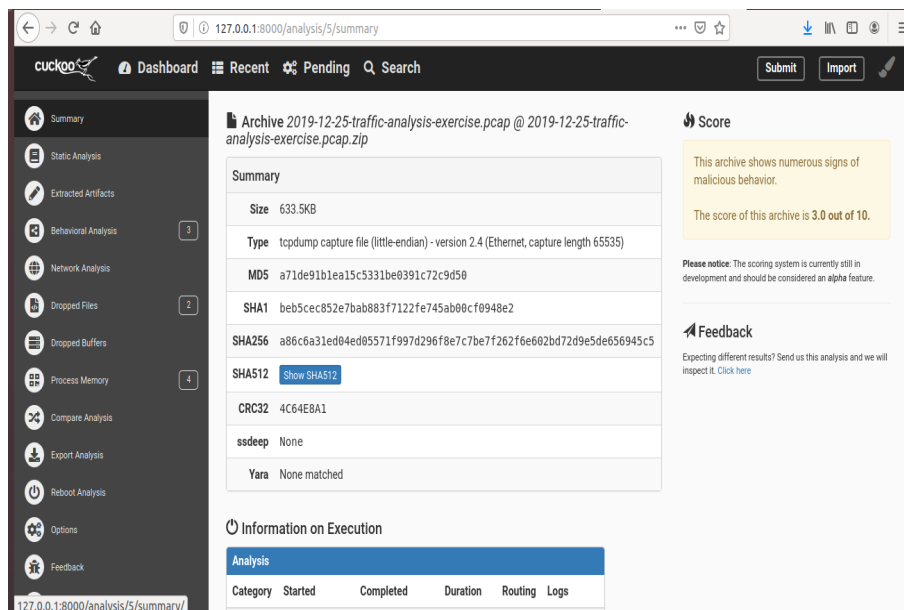 127.0.0.1:8000/analysis/5/summary
cuckoo Dashboard Recent Pending Search Submit Import
Summary
Static Analysis
Extracted Artifacts
Behavioral Analysis 3
Network Analysis
Dropped Files 2
Dropped Buffers
Process Memory 4
Compare Analysis
Export Analysis
Reboot Analysis
Options
Feedback
127.0.0.1:8000/analysis/5/summary/
Archive 2019-12-25-traffic-analysis-exercise.pcap @ 2019-12-25-traffic-
analysis-exercise.pcap.zip
Summary
Size 633.5KB
Type tcpdump capture file (little-endian) - version 2.4 (Ethernet, capture length 65535)
MD5 a71de91b1ea15c5331be0391c72c9d50
SHA1 beb5cec852e7bab883f7122fe745ab00cf0948e2
SHA256 a86c6a31ed04ed05571f997d296f8e7c7be7f262f6e602bd72d9e5de656945c5
SHA512 Show SHA512
CRC32 4C64E8A1
ssdeep None
Yara None matched
Information on Execution
Analysis
Category Started Completed Duration Routing Logs
Score
This archive shows numerous signs of
malicious behavior.
The score of this archive is 3.0 out of 10.
Please notice: The scoring system is currently still in
development and should be considered an alpha feature.
Feedback
Expecting different results? Send us this analysis and we will
inspect it. Click here